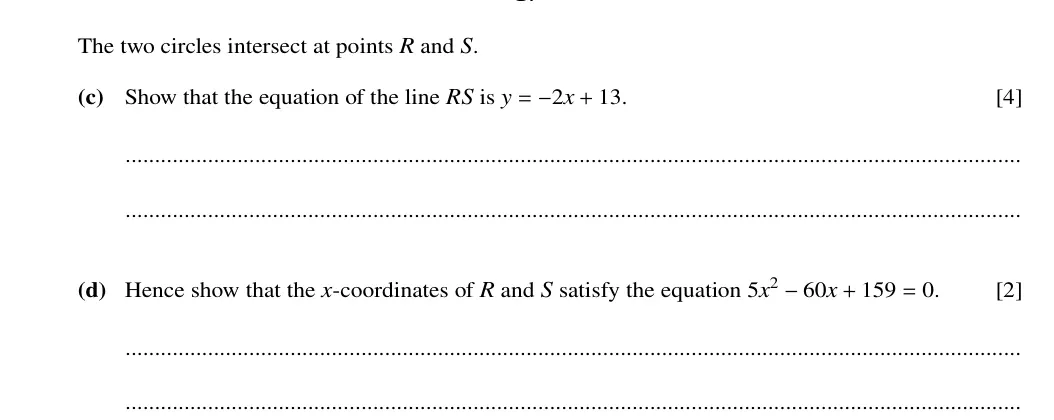 The two circles intersect at points R and S.
(c) Show that the equation of the line RS is y = −2x + 13. [4]
(d) Hence show that the x-coordinates of R and S satisfy the equation 5x² − 60x + 159 = 0. [2]